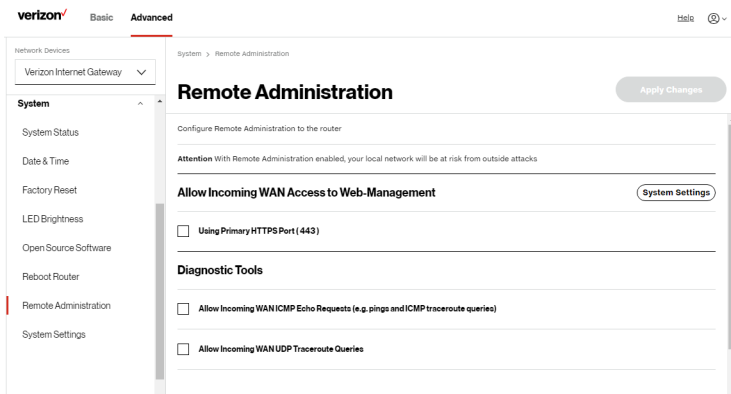 verizon
Basic
Advanced
Help
Network Devices
Verizon Internet Gateway
System
System Status
Date & Time
Factory Reset
LED Brightness
Open Source Software
Reboot Router
Remote Administration
System Settings
System > Remote Administration
Remote Administration
Apply Changes
Configure Remote Administration to the router
Attention With Remote Administration enabled, your local network will be at risk from outside attacks
Allow Incoming WAN Access to Web-Management
System Settings
Using Primary HTTPS Port ( 443 )
Diagnostic Tools
Allow Incoming WAN ICMP Echo Requests (e.g. pings and ICMP traceroute queries)
Allow Incoming WAN UDP Traceroute Queries